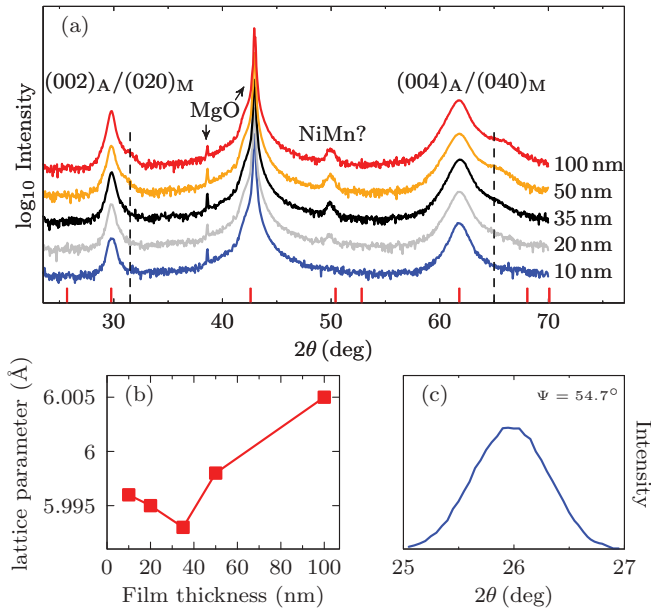 (a)
(002)A/(020)M
(004)A/(040)M
MgO
NiMn?
log10 Intensity
100 nm
50 nm
35 nm
20 nm
10 nm
30 40 50 60 70
2θ (deg)
(b)
lattice parameter (Å)
6.005
6
5.995
0 20 40 60 80 100
Film thickness (nm)
(c)
Ψ = 54.7°
Intensity
25 26 27
2θ (deg)